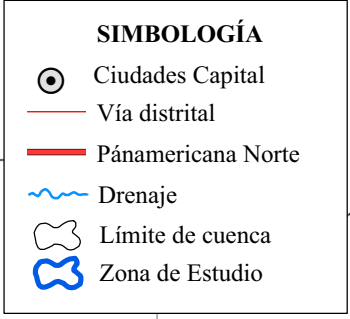 SIMBOLOGÍA
Ciudades Capital
Vía distrital
Pánamericana Norte
Drenaje
Límite de cuenca
Zona de Estudio